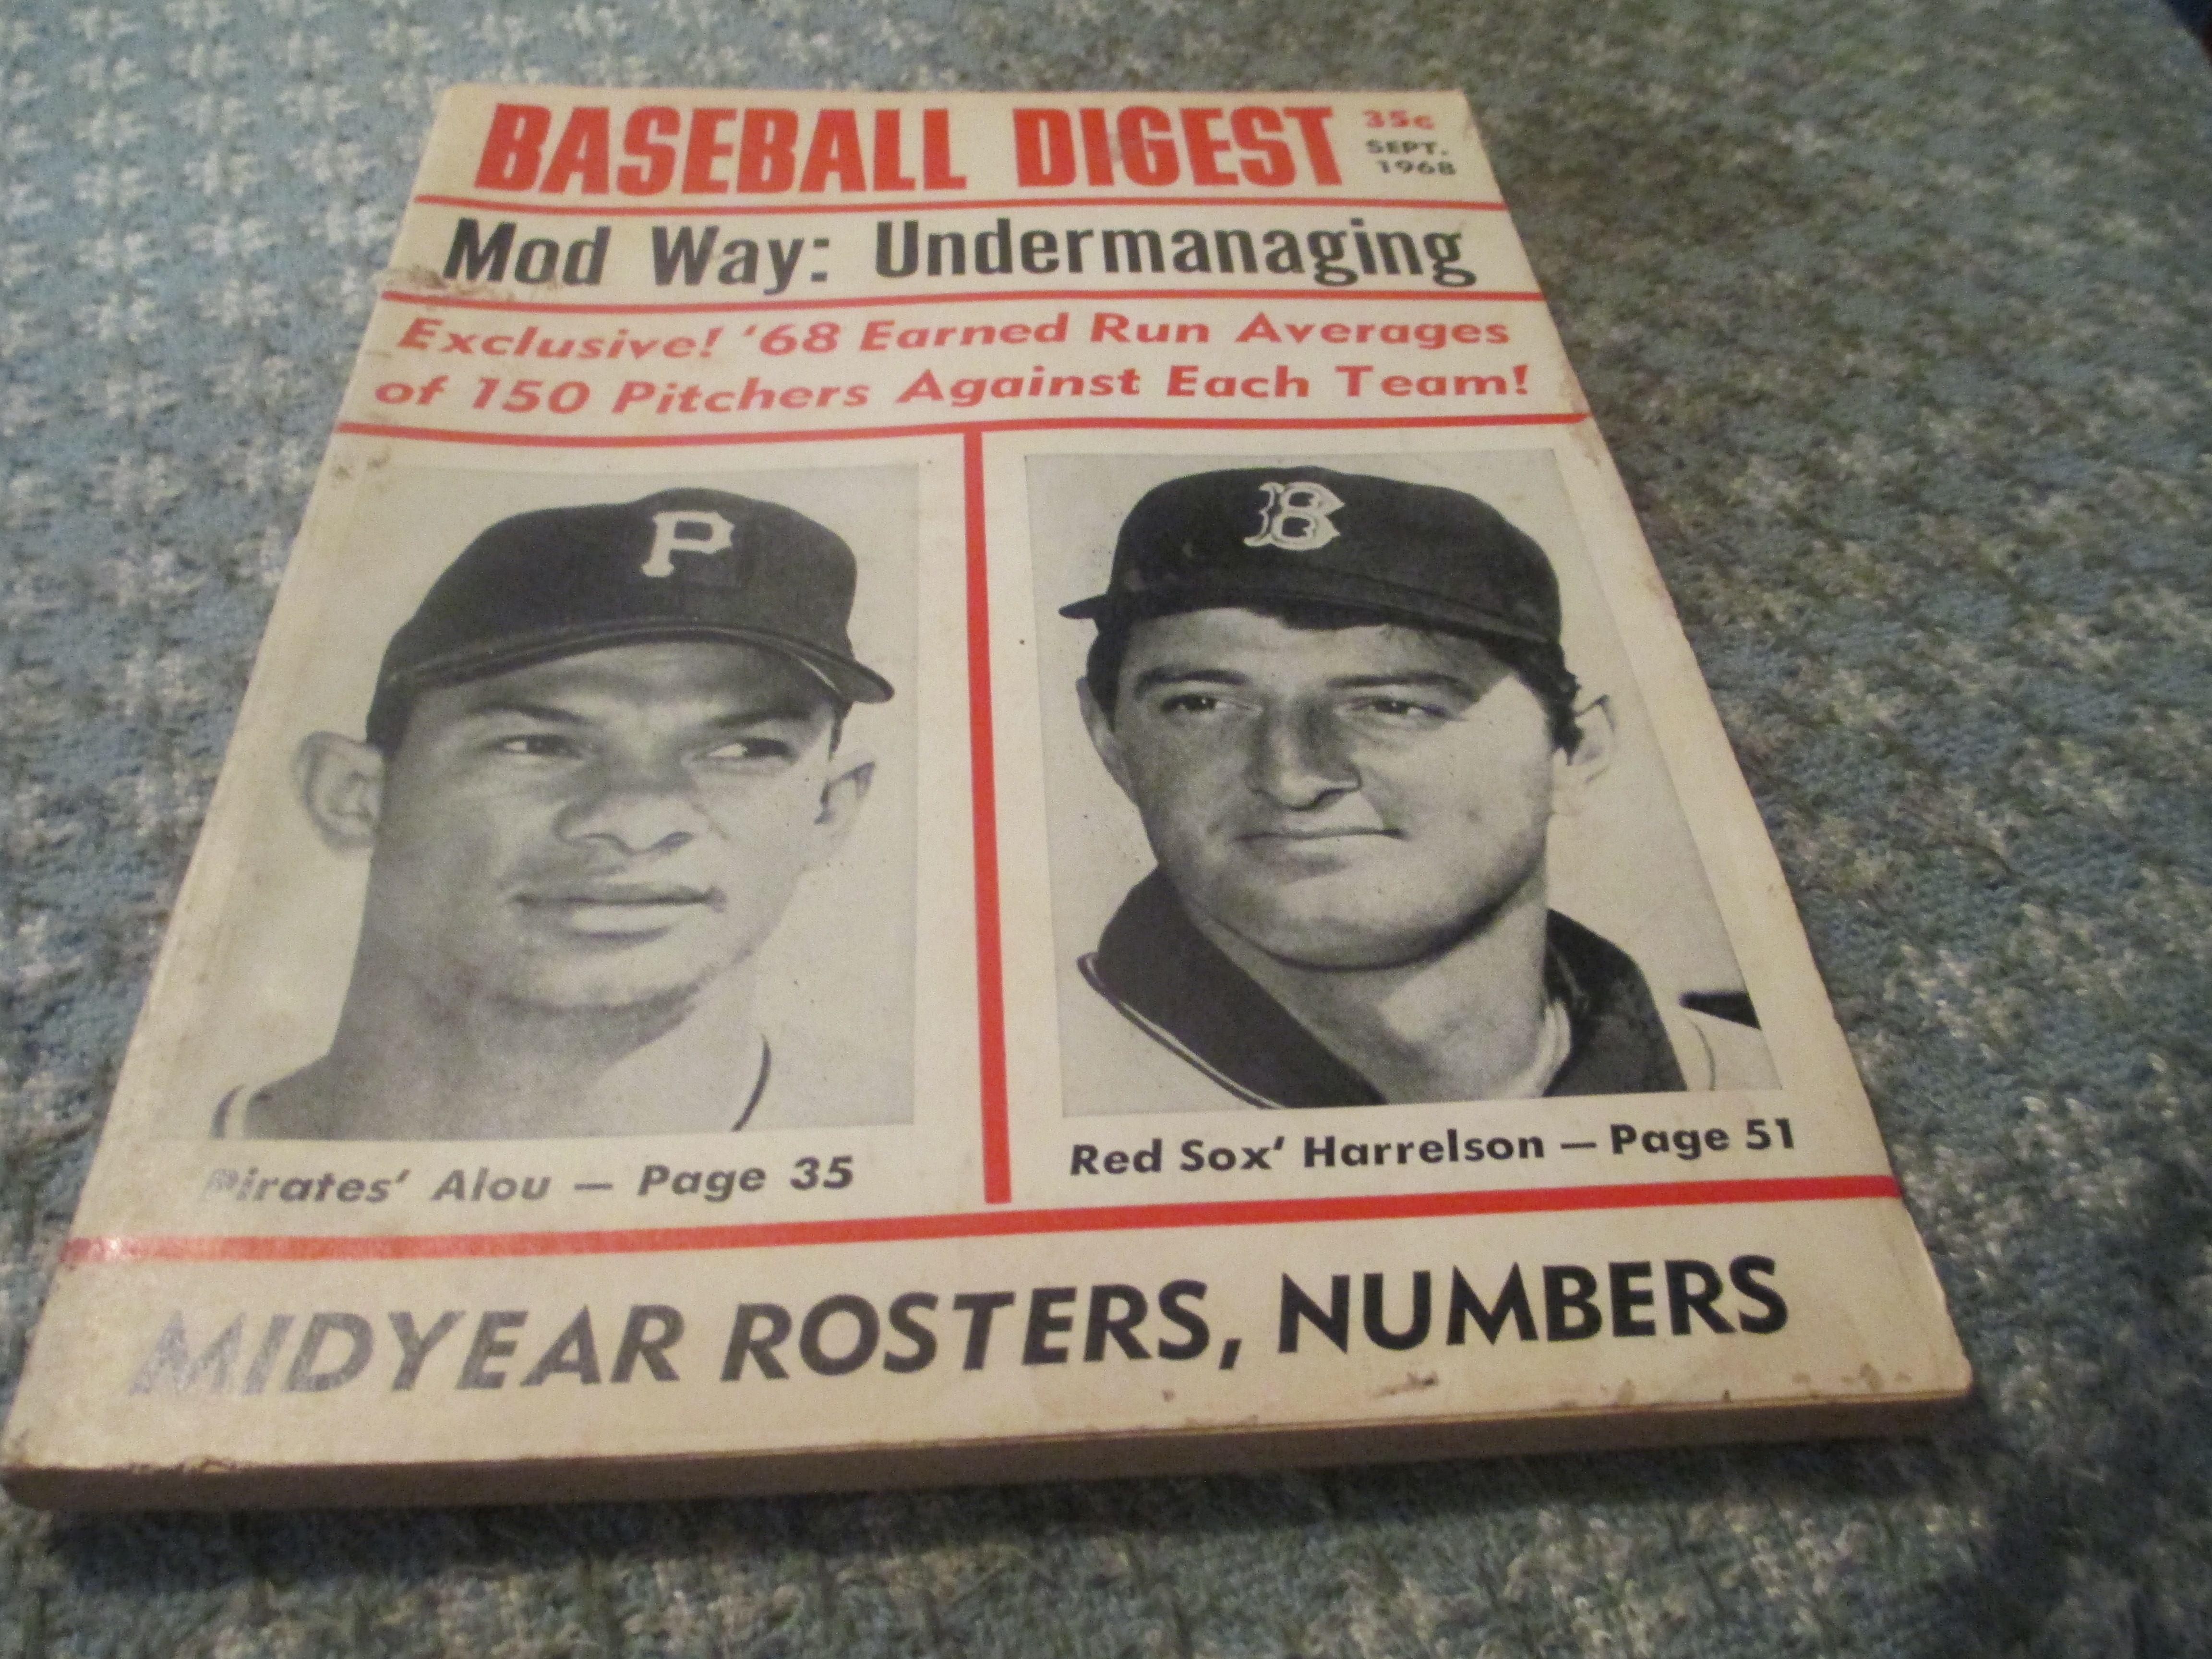 BASEBALL DIGEST
35¢
SEPT.
1968
Mod Way: Undermanaging
Exclusive! '68 Earned Run Averages
of 150 Pitchers Against Each Team!
P
B
Pirates' Alou — Page 35
Red Sox' Harrelson — Page 51
MIDYEAR ROSTERS, NUMBERS